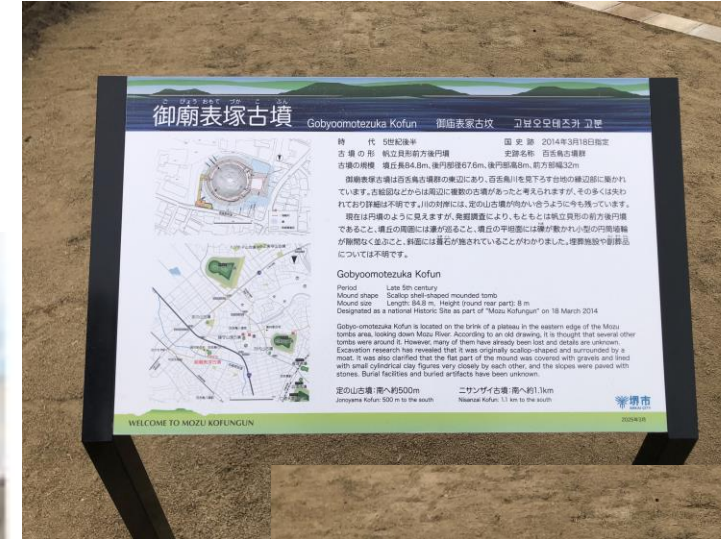 御廟表塚古墳 Gobyoomotezuka Kofun 御庙表冢古坟 고뵤오모테즈카 고분
ご びょう おもて づか こ ふん
時 代 5世紀後半 国 史 跡 2014年3月18日指定
古 墳 の 形 帆立貝形前方後円墳 史跡名称 百舌鳥古墳群
古墳の規模 墳丘長84.8m、後円部径67.6m、後円部高8m、前方部幅32m
御廟表塚古墳は百舌鳥古墳群の東辺にあり、百舌鳥川を見下ろす台地の縁辺部に築かれ
ています。古絵図などからは周辺に複数の古墳があったと考えられますが、その多くは失わ
れており詳細は不明です。川の対岸には、定の山古墳が向かい合うように今も残っています。
現在は円墳のように見えますが、発掘調査により、もともとは帆立貝形の前方後円墳
であること、墳丘の周囲には濠が巡ること、墳丘の平坦面には礫が敷かれ小型の円筒埴輪
が隙間なく並ぶこと、斜面には葺石が施されていることがわかりました。埋葬施設や副葬品
については不明です。
Gobyoomotezuka Kofun
Period Late 5th century
Mound shape Scallop shell-shaped mounded tomb
Mound size Length: 84.8 m, Height (round rear part): 8 m
Designated as a national Historic Site as part of "Mozu Kofungun" on 18 March 2014
Gobyo-omotezuka Kofun is located on the brink of a plateau in the eastern edge of the Mozu
tombs area, looking down Mozu River. According to an old drawing, it is thought that several other
tombs were around it. However, many of them have already been lost and details are unknown.
Excavation research has revealed that it was originally scallop-shaped and surrounded by a
moat. It was also clarified that the flat part of the mound was covered with gravels and lined
with small cylindrical clay figures very closely by each other, and the slopes were paved with
stones. Burial facilities and buried artifacts have been unknown.
定の山古墳：南へ約500m ニサンザイ古墳：南へ約1.1km
Jonoyama Kofun: 500 m to the south Nisanzai Kofun: 1.1 km to the south
堺市
SAKAI CITY
WELCOME TO MOZU KOFUNGUN